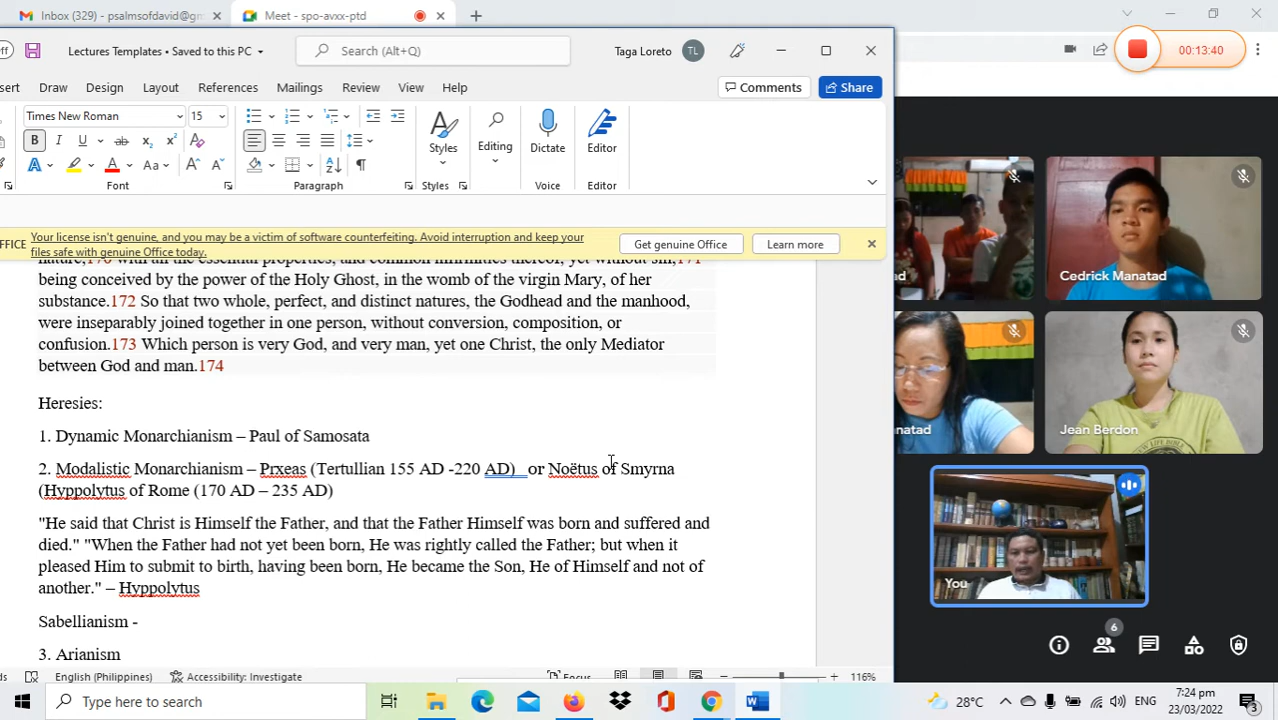 Inbox (329) - psalmsofdavid@gm
Meet - spo-avxx-ptd
00:13:40
Lectures Templates • Saved to this PC
Search (Alt+Q)
Taga Loreto
TL
Draw
Design
Layout
References
Mailings
Review
View
Help
Comments
Share
Times New Roman
15
Styles
Editing
Dictate
Editor
Font
Paragraph
Styles
Voice
Editor
OFFICE
Your license isn't genuine, and you may be a victim of software counterfeiting. Avoid interruption and keep your
files safe with genuine Office today.
Get genuine Office
Learn more
being conceived by the power of the Holy Ghost, in the womb of the virgin Mary, of her
substance.172 So that two whole, perfect, and distinct natures, the Godhead and the manhood,
were inseparably joined together in one person, without conversion, composition, or
confusion.173 Which person is very God, and very man, yet one Christ, the only Mediator
between God and man.174
Heresies:
1. Dynamic Monarchianism – Paul of Samosata
2. Modalistic Monarchianism – Prxeas (Tertullian 155 AD -220 AD)  or Noëtus of Smyrna
(Hyppolytus of Rome (170 AD – 235 AD)
"He said that Christ is Himself the Father, and that the Father Himself was born and suffered and
died." "When the Father had not yet been born, He was rightly called the Father; but when it
pleased Him to submit to birth, having been born, He became the Son, He of Himself and not of
another." – Hyppolytus
Sabellianism -
3. Arianism
English (Philippines)
Accessibility: Investigate
Focus
116%
Cedrick Manatad
Jean Berdon
You
6
Type here to search
28°C
ENG
7:24 pm
23/03/2022
3